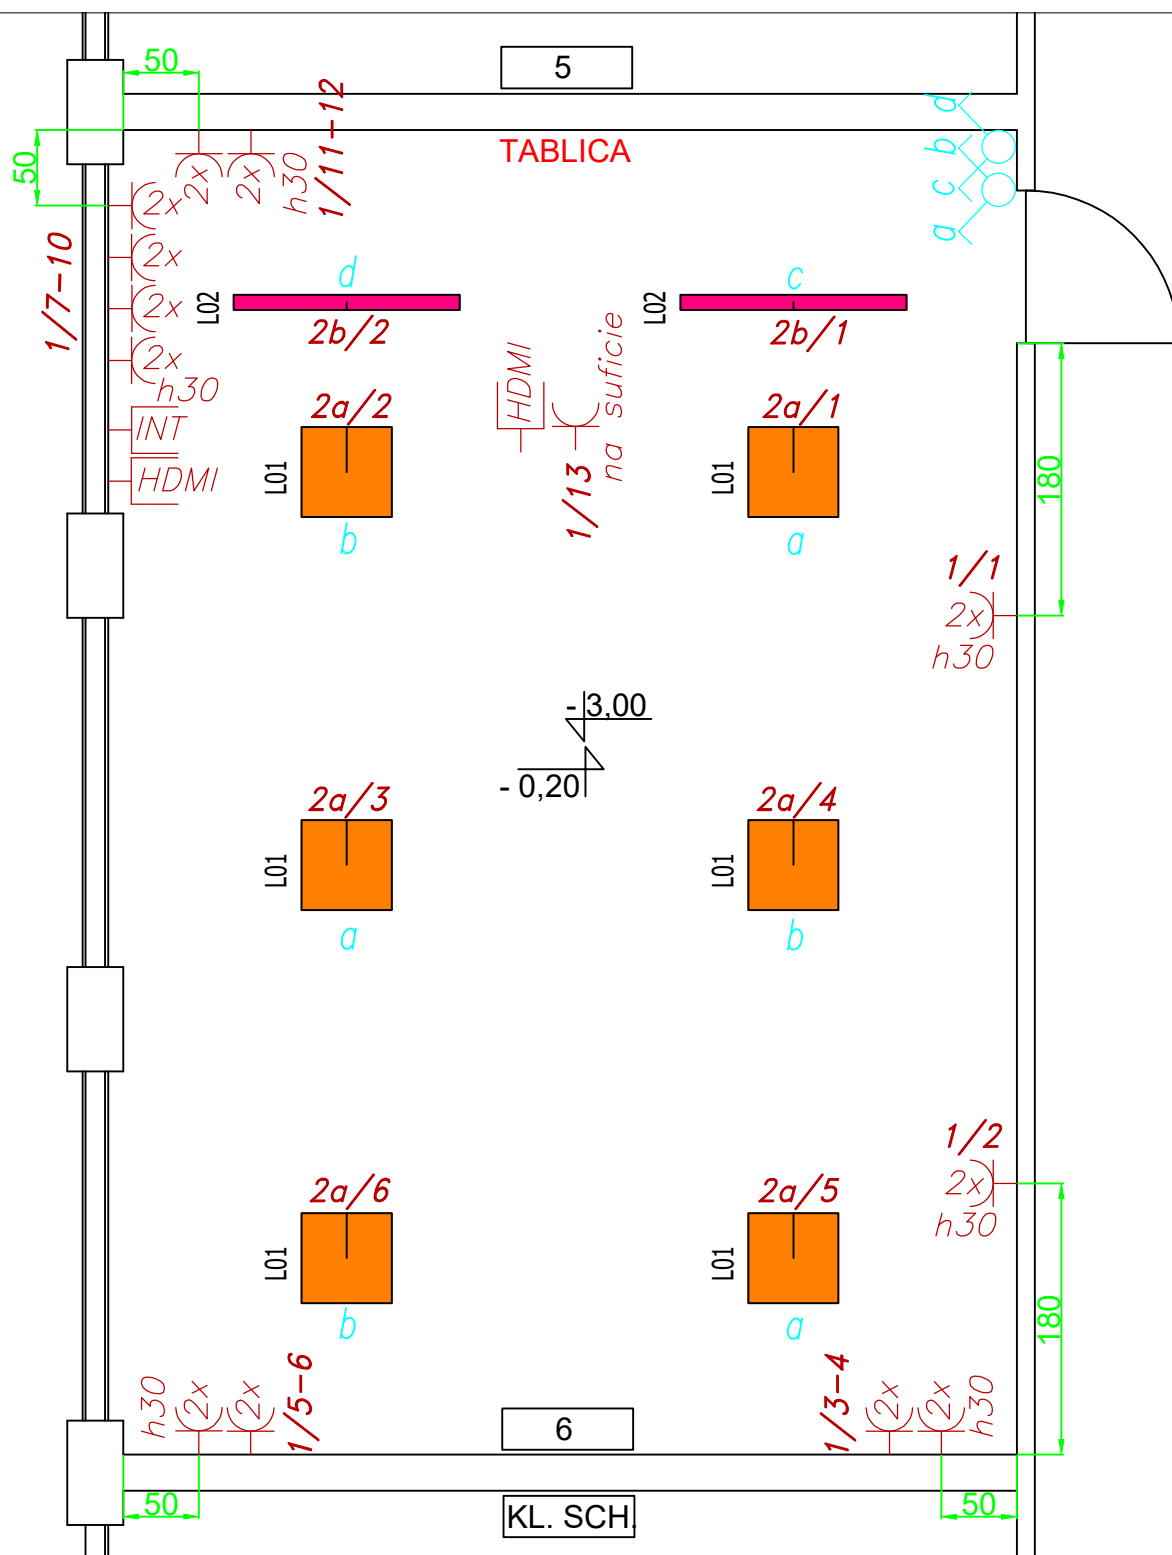 5
50
50
TABLICA
d
b
c
a
2x
2x
h30
1/11-12
2x
2x
2x
2x
h30
1/7-10
INT
HDMI
d
L02
2b/2
c
L02
2b/1
HDMI
1/13
na suficie
2a/2
L01
b
2a/1
L01
a
180
1/1
2x
h30
- 3,00
- 0,20
2a/3
L01
a
2a/4
L01
b
1/2
2x
h30
2a/6
L01
b
2a/5
L01
a
180
h30
2x
2x
1/5-6
1/3-4
2x
2x
h30
6
50
50
KL. SCH.